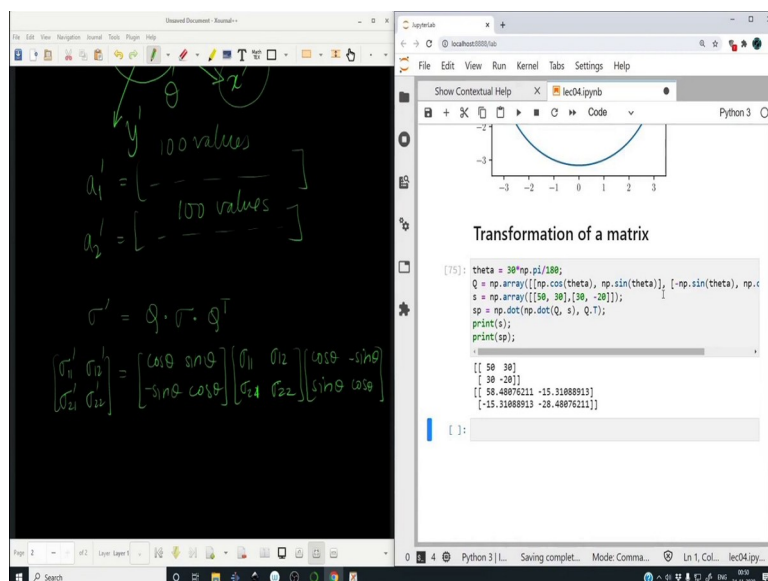 Unsaved Document - Xournal++
File Edit View Navigation Journal Tools Plugin Help
θ
x'
y'
100 values
a₁' = [ - - - - ]
100 values
a₂' = [ - - - - ]
σ' = Q · σ · Qᵀ
[σ₁₁' σ₁₂'] = [cosθ sinθ] [σ₁₁ σ₁₂] [cosθ -sinθ]
[σ₂₁' σ₂₂'] [-sinθ cosθ] [σ₂₁ σ₂₂] [sinθ cosθ]
Page 2 of 2 Layer Layer 1
Search
JupyterLab
localhost:8888/lab
File Edit View Run Kernel Tabs Settings Help
Show Contextual Help X lec04.ipynb
Code Python 3
-2
-3
-3 -2 -1 0 1 2 3
Transformation of a matrix
[75]: theta = 30*np.pi/180;
Q = np.array([[np.cos(theta), np.sin(theta)], [-np.sin(theta), np.c
s = np.array([[50, 30],[30, -20]]);
sp = np.dot(np.dot(Q, s), Q.T);
print(s);
print(sp);
[[ 50 30]
[ 30 -20]]
[[ 58.48076211 -15.31088913]
[-15.31088913 -28.48076211]]
[ ]:
0 4 Python 3 | I... Saving complet... Mode: Comma... Ln 1, Col... lec04.ipy...
ENG 00:50